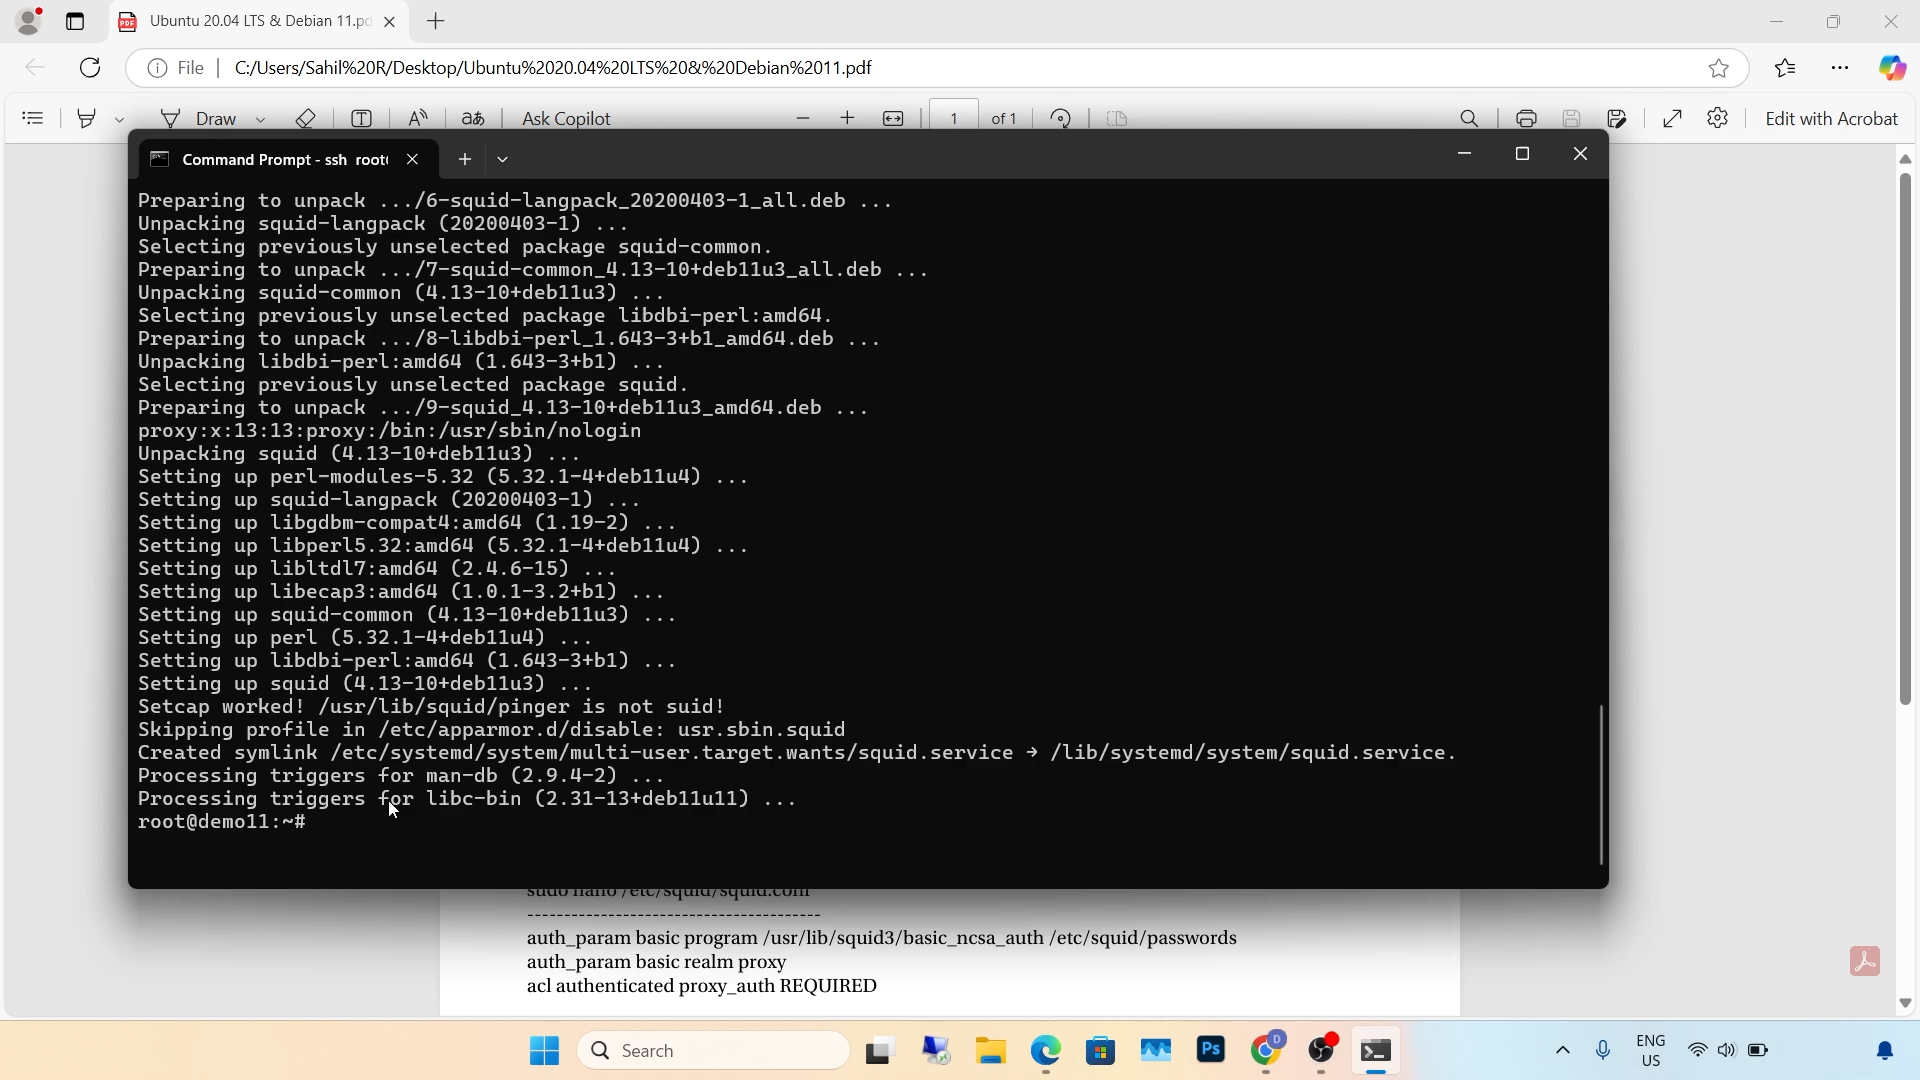 Ubuntu 20.04 LTS & Debian 11.pd
File
C:/Users/Sahil%20R/Desktop/Ubuntu%2020.04%20LTS%20&%20Debian%2011.pdf
Draw
Ask Copilot
1
of 1
Edit with Acrobat
Command Prompt - ssh root
Preparing to unpack .../6-squid-langpack_20200403-1_all.deb ...
Unpacking squid-langpack (20200403-1) ...
Selecting previously unselected package squid-common.
Preparing to unpack .../7-squid-common_4.13-10+deb11u3_all.deb ...
Unpacking squid-common (4.13-10+deb11u3) ...
Selecting previously unselected package libdbi-perl:amd64.
Preparing to unpack .../8-libdbi-perl_1.643-3+b1_amd64.deb ...
Unpacking libdbi-perl:amd64 (1.643-3+b1) ...
Selecting previously unselected package squid.
Preparing to unpack .../9-squid_4.13-10+deb11u3_amd64.deb ...
proxy:x:13:13:proxy:/bin:/usr/sbin/nologin
Unpacking squid (4.13-10+deb11u3) ...
Setting up perl-modules-5.32 (5.32.1-4+deb11u4) ...
Setting up squid-langpack (20200403-1) ...
Setting up libgdbm-compat4:amd64 (1.19-2) ...
Setting up libperl5.32:amd64 (5.32.1-4+deb11u4) ...
Setting up libltdl7:amd64 (2.4.6-15) ...
Setting up libecap3:amd64 (1.0.1-3.2+b1) ...
Setting up squid-common (4.13-10+deb11u3) ...
Setting up perl (5.32.1-4+deb11u4) ...
Setting up libdbi-perl:amd64 (1.643-3+b1) ...
Setting up squid (4.13-10+deb11u3) ...
Setcap worked! /usr/lib/squid/pinger is not suid!
Skipping profile in /etc/apparmor.d/disable: usr.sbin.squid
Created symlink /etc/systemd/system/multi-user.target.wants/squid.service → /lib/systemd/system/squid.service.
Processing triggers for man-db (2.9.4-2) ...
Processing triggers for libc-bin (2.31-13+deb11u11) ...
root@demo11:~#
sudo nano /etc/squid/squid.conf
----------------------------------------
auth_param basic program /usr/lib/squid3/basic_ncsa_auth /etc/squid/passwords
auth_param basic realm proxy
acl authenticated proxy_auth REQUIRED
Search
Ps
D
ENG
US